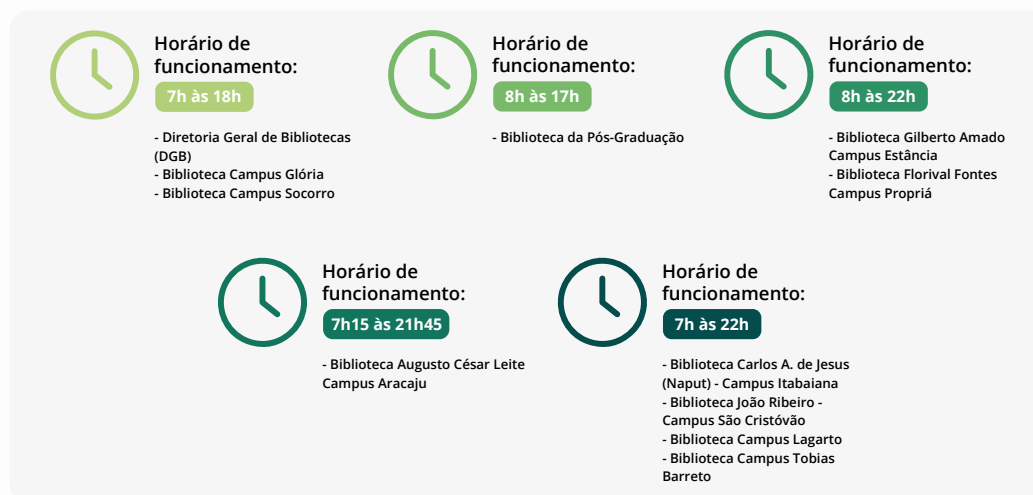 Horário de
funcionamento:
7h às 18h
- Diretoria Geral de Bibliotecas
(DGB)
- Biblioteca Campus Glória
- Biblioteca Campus Socorro
Horário de
funcionamento:
8h às 17h
- Biblioteca da Pós-Graduação
Horário de
funcionamento:
8h às 22h
- Biblioteca Gilberto Amado
Campus Estância
- Biblioteca Florival Fontes
Campus Propriá
Horário de
funcionamento:
7h15 às 21h45
- Biblioteca Augusto César Leite
Campus Aracaju
Horário de
funcionamento:
7h às 22h
- Biblioteca Carlos A. de Jesus
(Naput) - Campus Itabaiana
- Biblioteca João Ribeiro -
Campus São Cristóvão
- Biblioteca Campus Lagarto
- Biblioteca Campus Tobias
Barreto